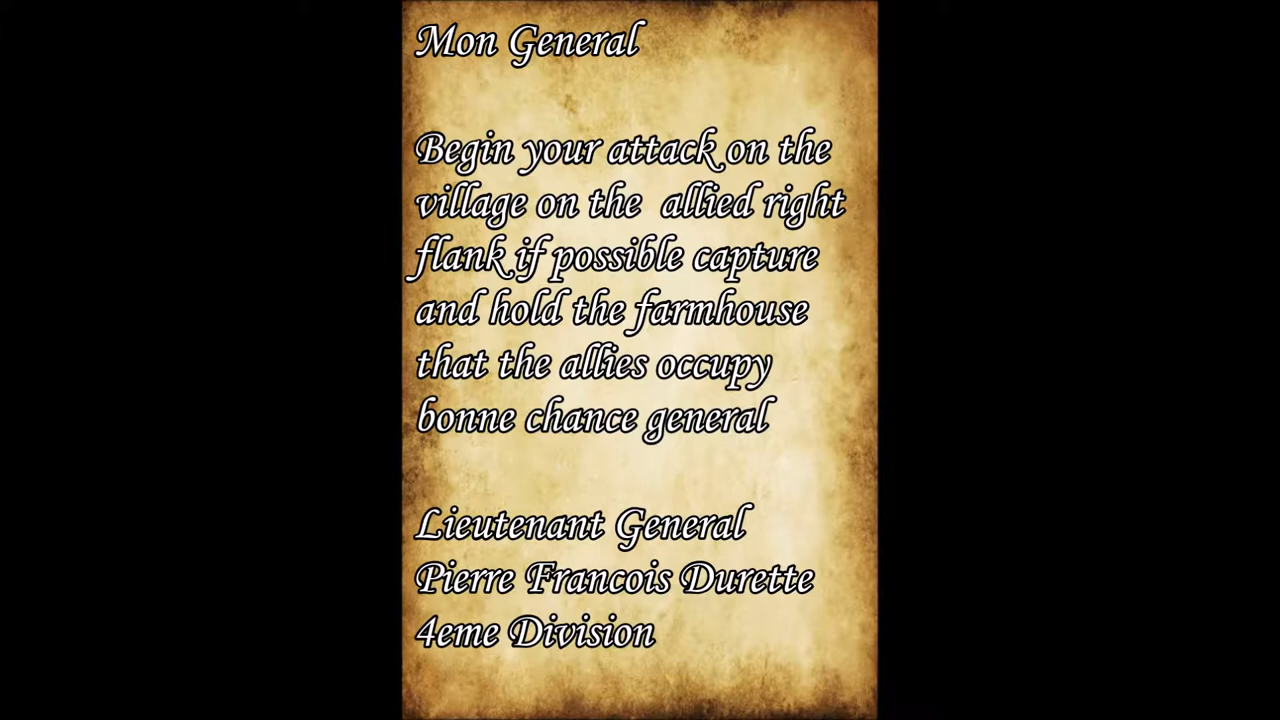 Mon General
Begin your attack on the
village on the allied right
flank if possible capture
and hold the farmhouse
that the allies occupy
bonne chance general
Lieutenant General
Pierre Francois Durette
4eme Division